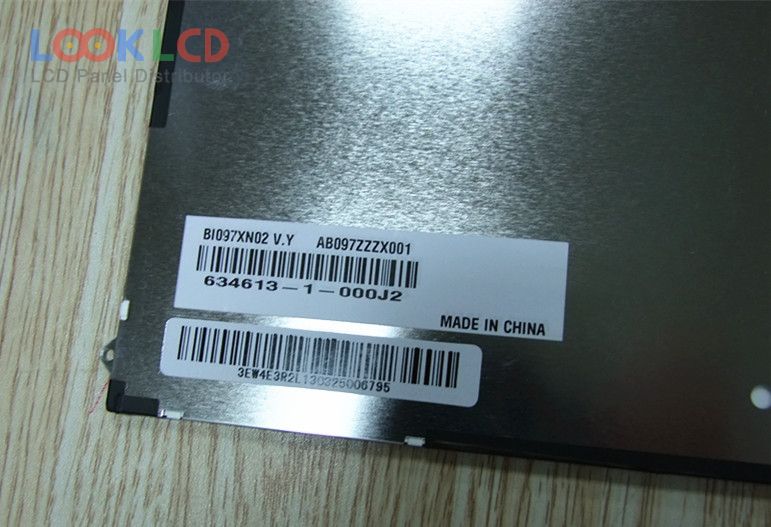 LOOK LCD
LCD Panel Distributor
BI097XN02 V.Y AB097ZZZX001
634613-1-000J2
MADE IN CHINA
3EW4E3R2L130325006795